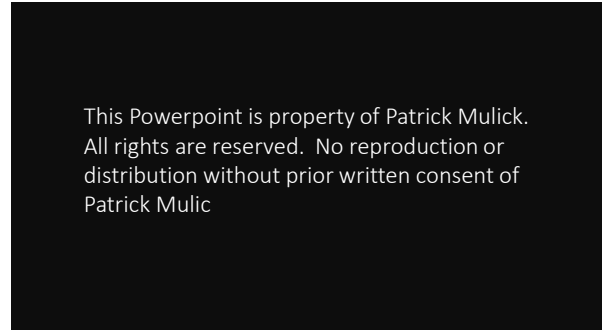 This Powerpoint is property of Patrick Mulick.
All rights are reserved.  No reproduction or
distribution without prior written consent of
Patrick Mulic